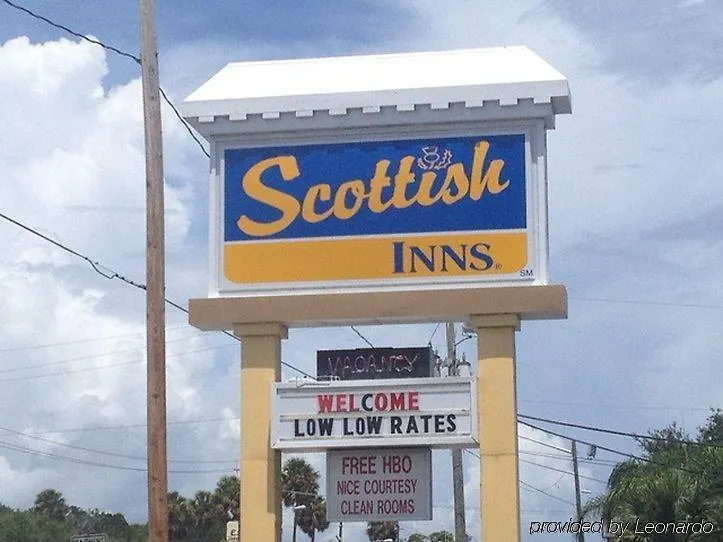 Scottish
INNS®
SM
VACANCY
WELCOME
LOW LOW RATES
FREE HBO
NICE COURTESY
CLEAN ROOMS
provided by Leonardo